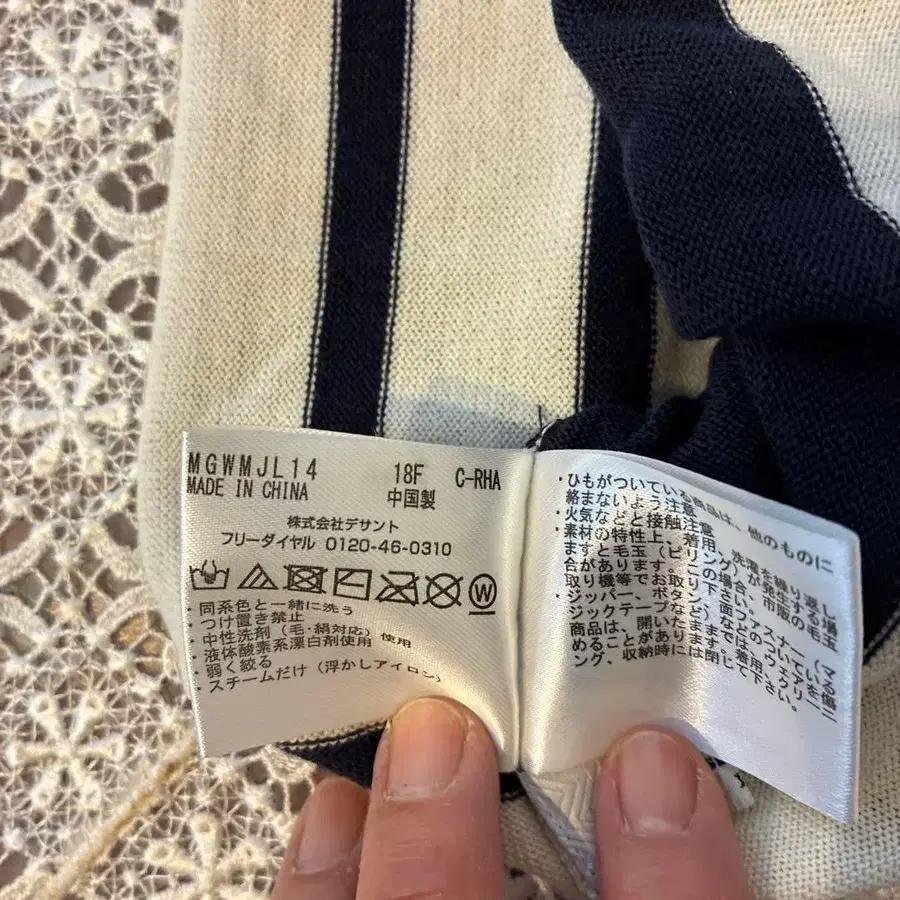 MGWMJL14 18F C-RHA
MADE IN CHINA 中国製
株式会社デサント
フリーダイヤル 0120-46-0310
W
・同系色と一緒に洗う
・つけ置き禁止
・中性洗剤(毛・絹対応)使用
・液体酸素系漂白剤使用
・弱く絞る
・スチームだけ(浮かしアイロン)
・ひもがついている商品は、他のものに
絡まないよう注意
・火気などと接触注意
・素材の特性上、着用、洗濯を繰り返し
ますと毛玉(ピリング)が発生する場
合があります。この場合、市販の毛玉
取り機等でお取り下さい。
・ジッパー、ボタン、面ファスナー(マ
ジックテープなど)などのついている
商品は、開いたままでは着用、
めることがあります。
ング、収納時には閉じて下さい。